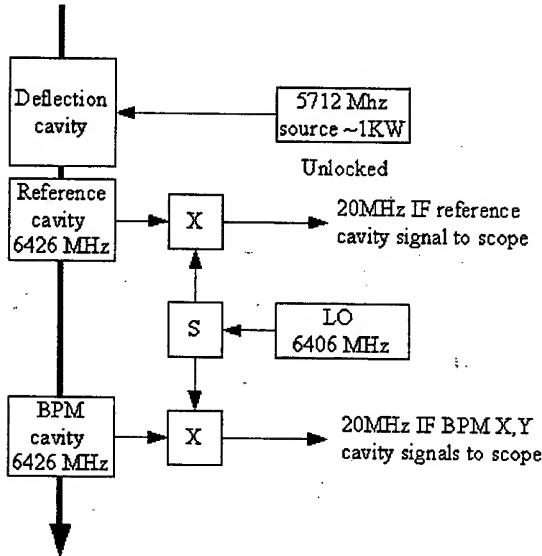 Deflection
cavity
5712 Mhz
source ~1KW
Unlocked
Reference
cavity
6426 MHz
X
20MHz IF reference
cavity signal to scope
S
LO
6406 MHz
BPM
cavity
6426 MHz
X
20MHz IF BPM X,Y
cavity signals to scope